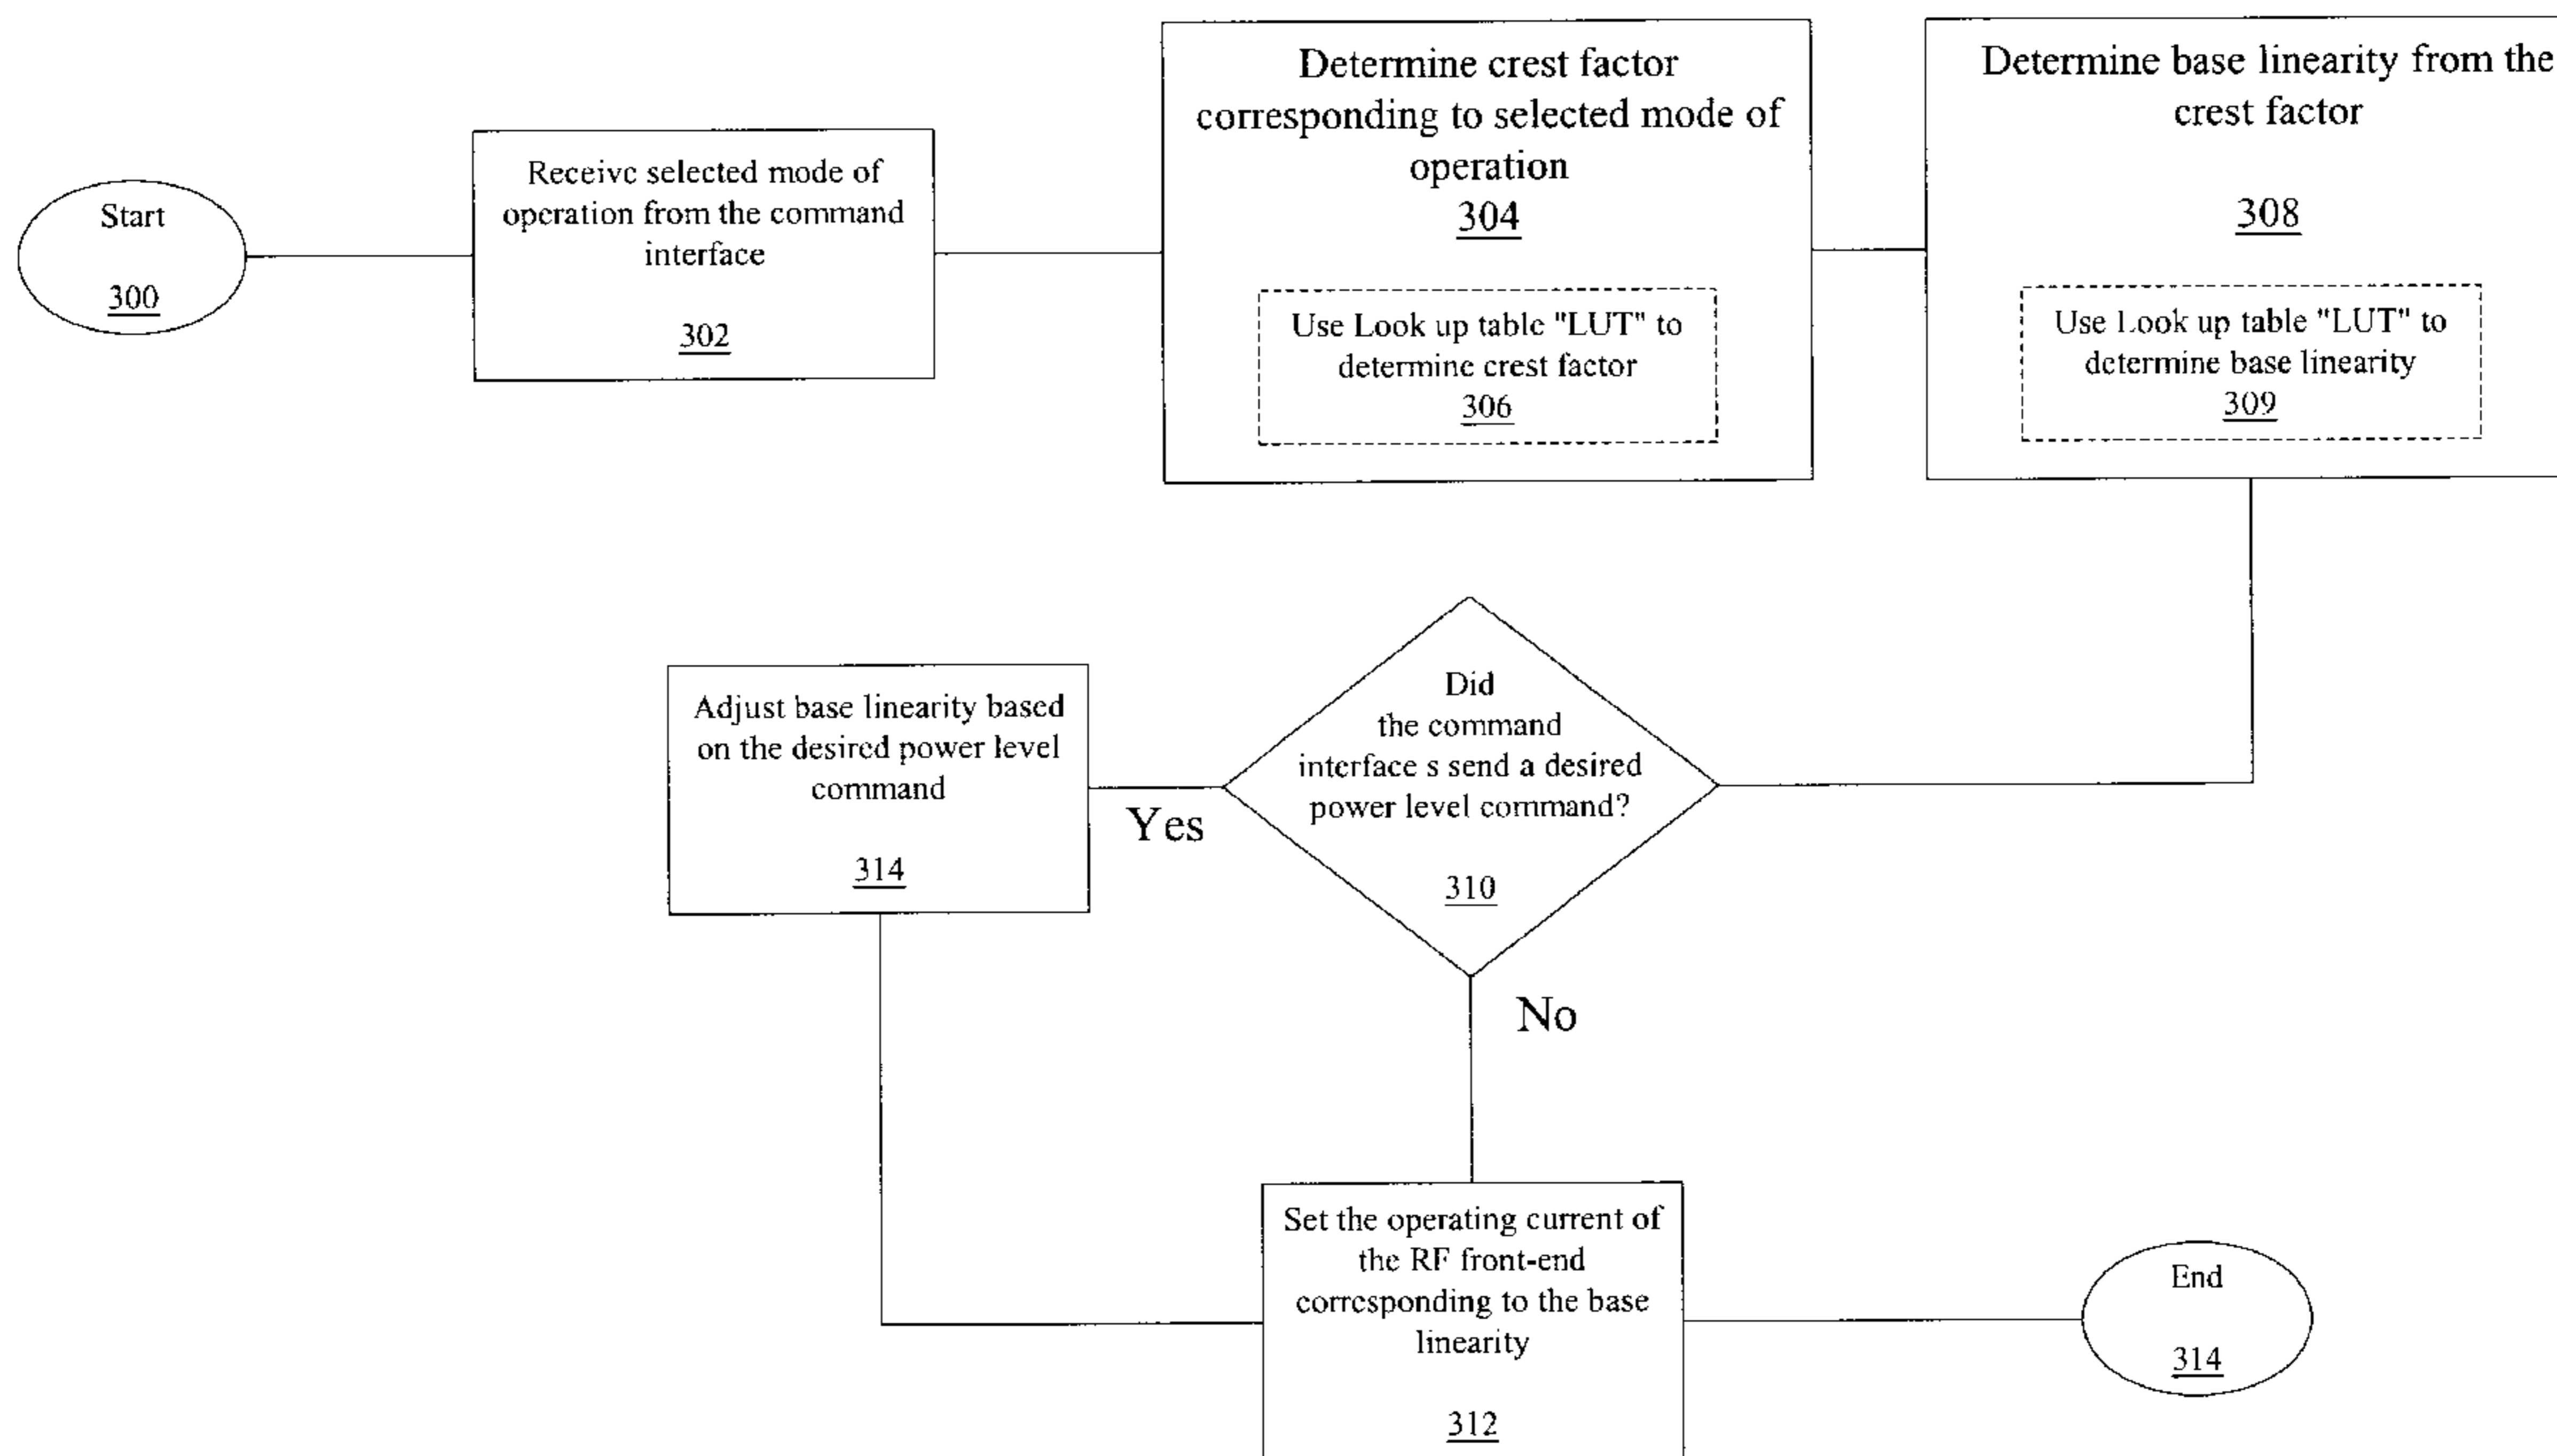 Start
300
Receive selected mode of
operation from the command
interface
302
Determine crest factor
corresponding to selected mode of
operation
304
Use Look up table "LUT" to
determine crest factor
306
Determine base linearity from the
crest factor
308
Use Look up table "LUT" to
determine base linearity
309
Did
the command
interface s send a desired
power level command?
310
Yes
No
Adjust base linearity based
on the desired power level
command
314
Set the operating current of
the RF front-end
corresponding to the base
linearity
312
End
314